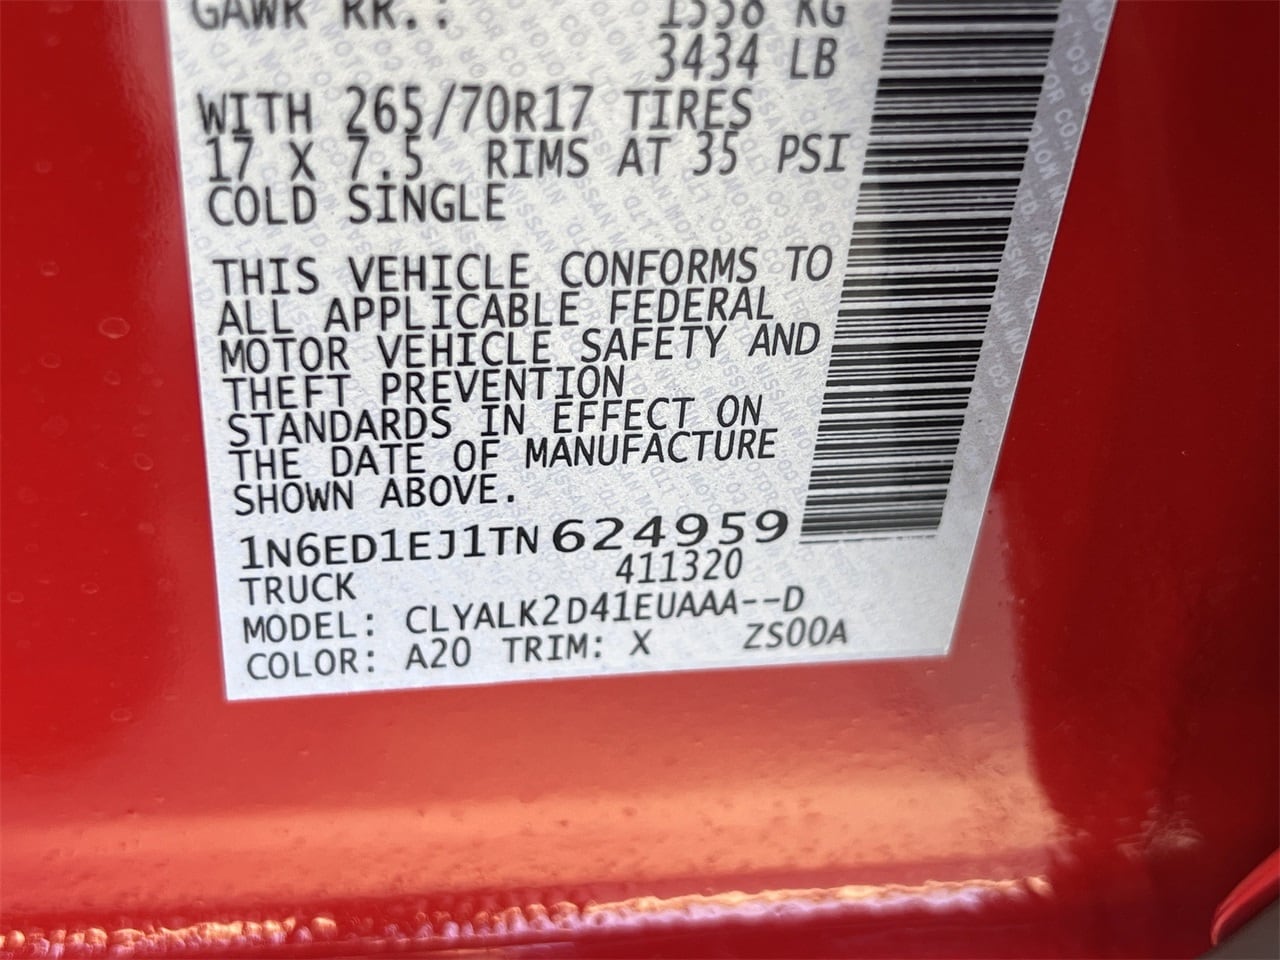 GAWR RR.: 1558 KG
3434 LB
WITH 265/70R17 TIRES
17 X 7.5 RIMS AT 35 PSI
COLD SINGLE
THIS VEHICLE CONFORMS TO
ALL APPLICABLE FEDERAL
MOTOR VEHICLE SAFETY AND
THEFT PREVENTION
STANDARDS IN EFFECT ON
THE DATE OF MANUFACTURE
SHOWN ABOVE.
1N6ED1EJ1TN624959
TRUCK 411320
MODEL: CLYALK2D41EUAAA--D
COLOR: A20 TRIM: X ZS00A